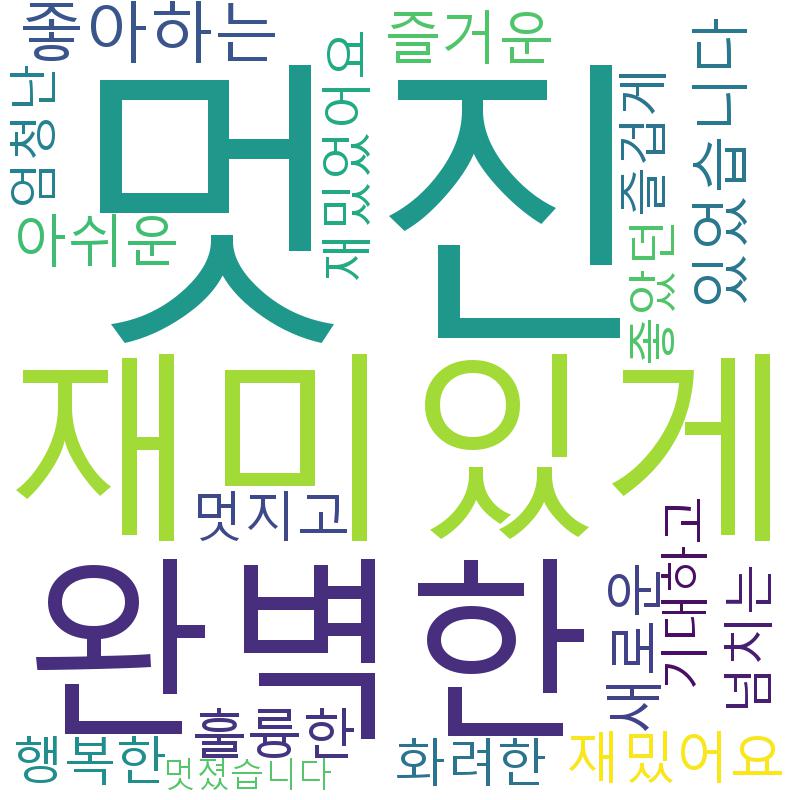 좋아하는
즐거운
엄청난
재밌었어요
멋진
즐겁게
있었습니다
아쉬운
좋았던
재미있게
멋지고
완벽한
새로운
기대하고
넘치는
훌륭한
행복한
멋졌습니다
화려한
재밌어요